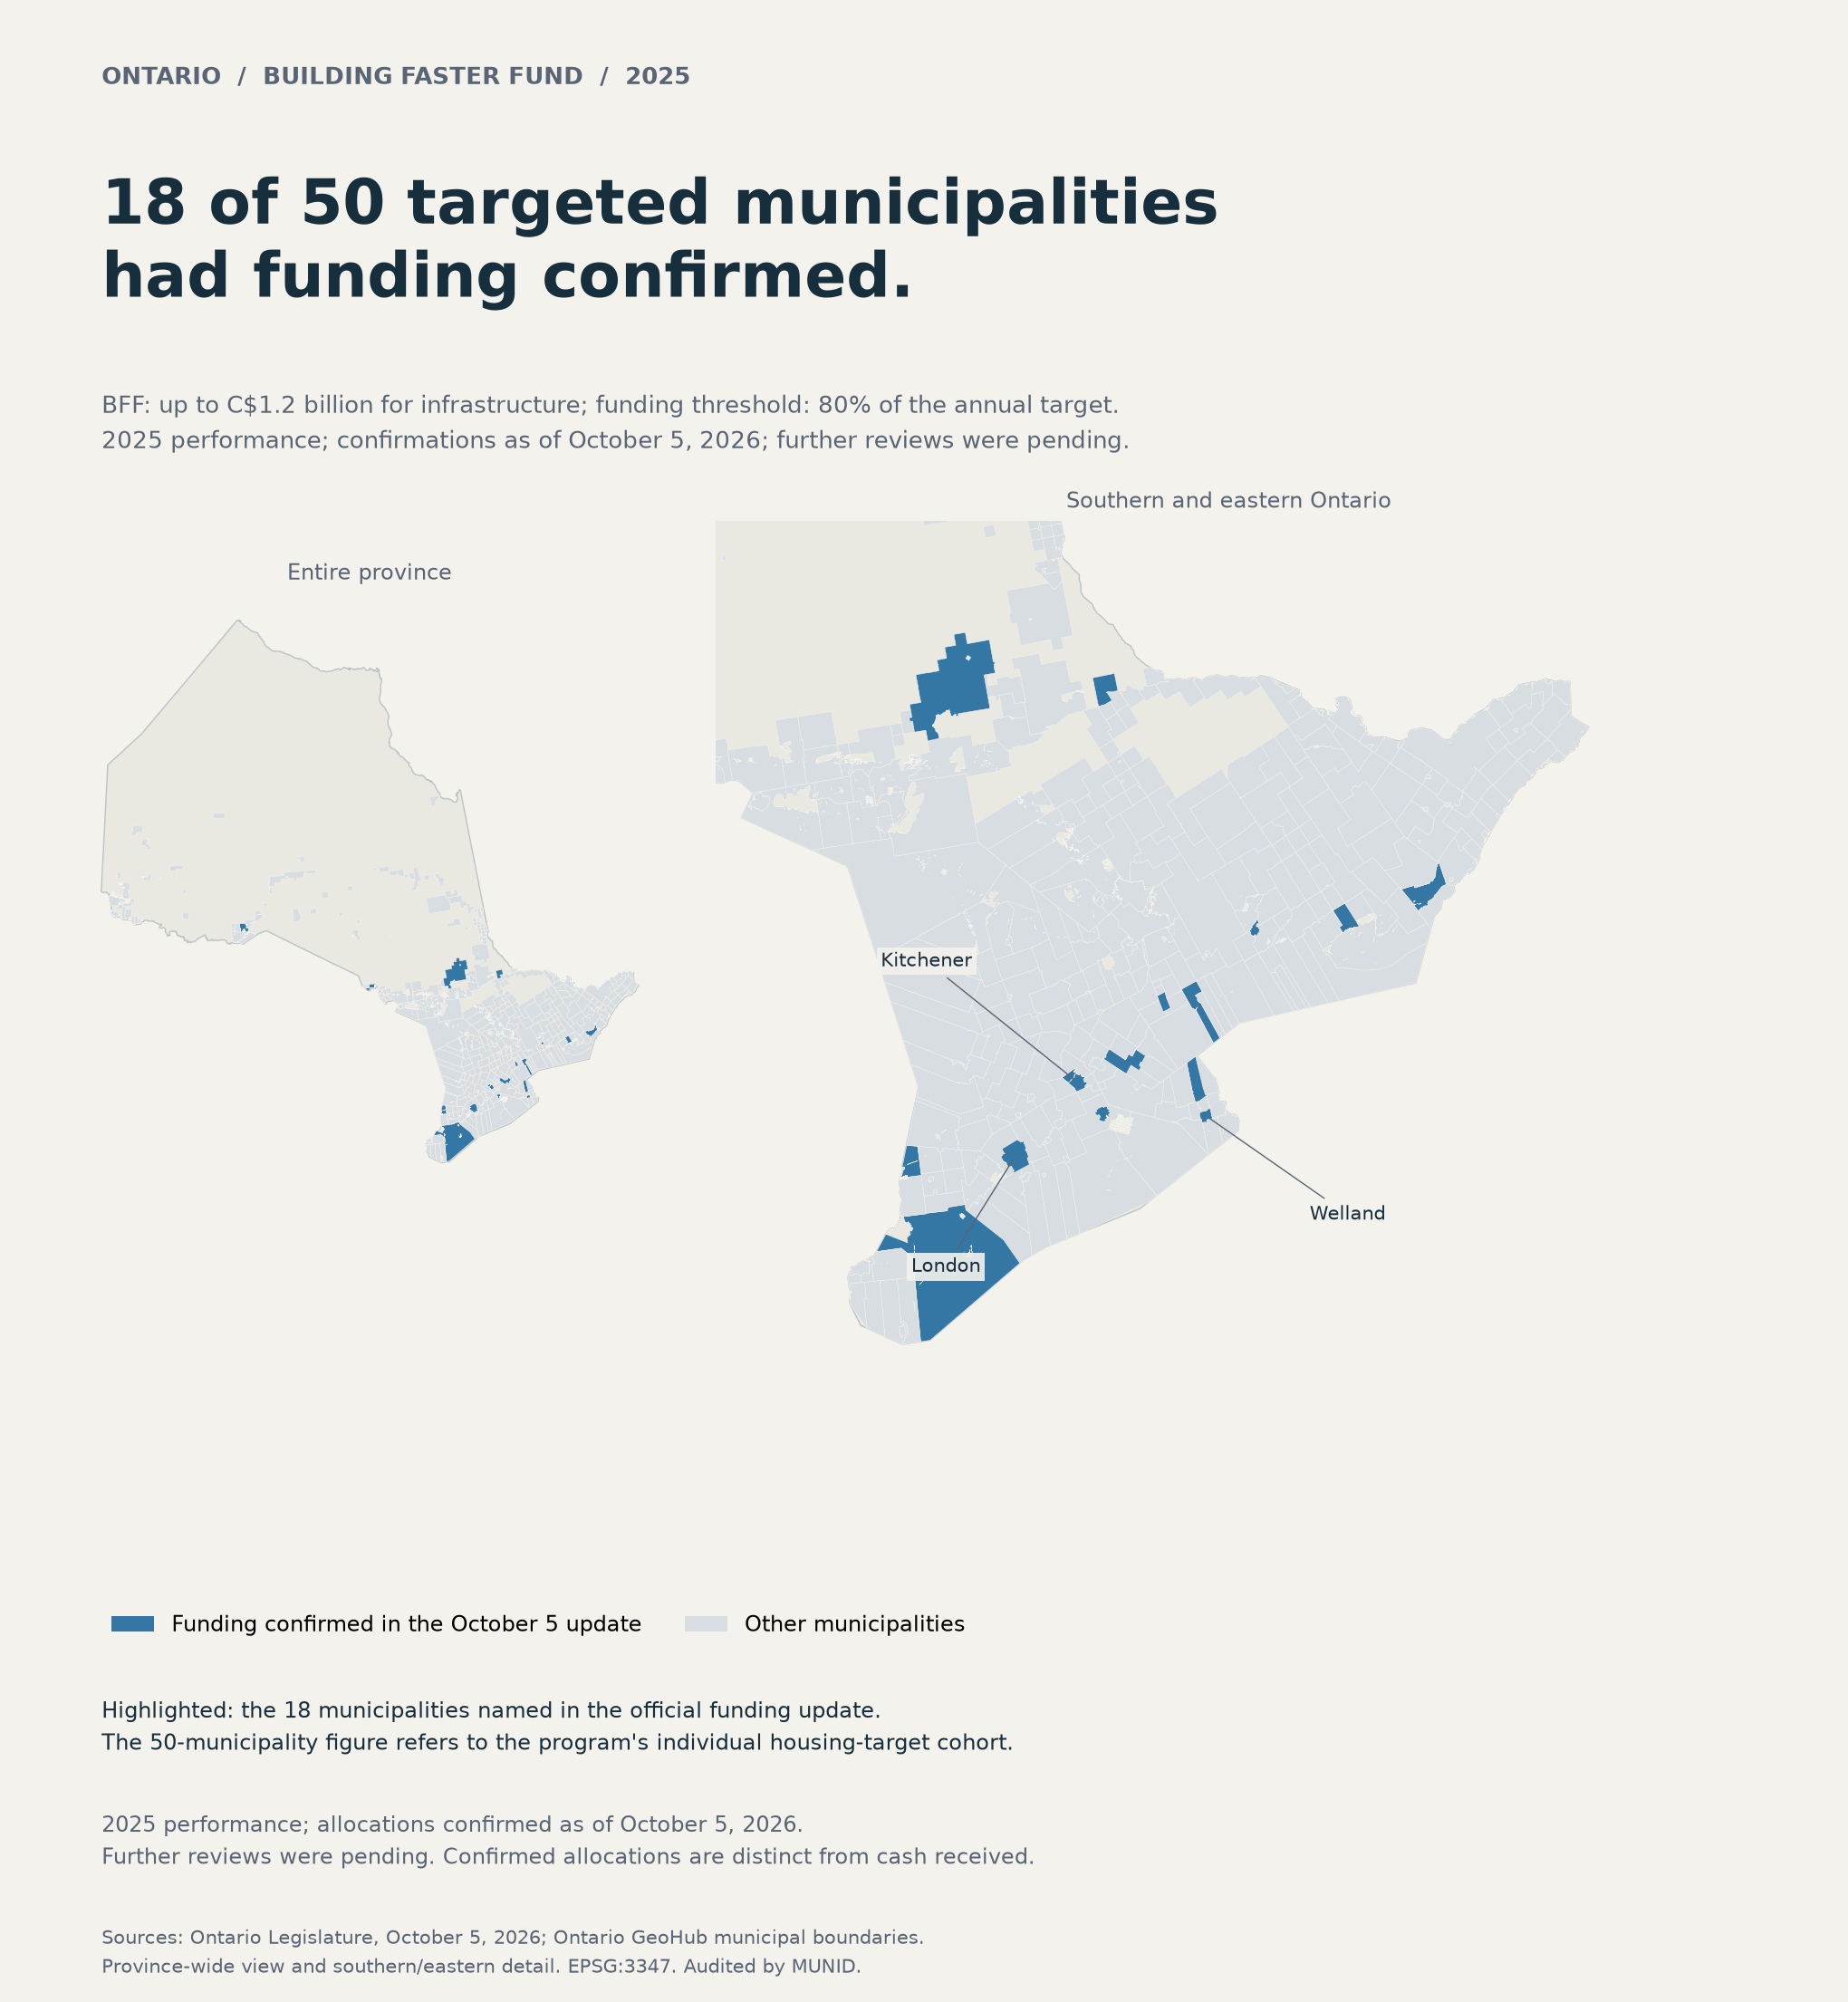 ONTARIO / BUILDING FASTER FUND / 2025
18 of 50 targeted municipalities
had funding confirmed.
BFF: up to C$1.2 billion for infrastructure; funding threshold: 80% of the annual target.
2025 performance; confirmations as of October 5, 2026; further reviews were pending.
Southern and eastern Ontario
Entire province
Kitchener
Welland
London
Funding confirmed in the October 5 update
Other municipalities
Highlighted: the 18 municipalities named in the official funding update.
The 50-municipality figure refers to the program's individual housing-target cohort.
2025 performance; allocations confirmed as of October 5, 2026.
Further reviews were pending. Confirmed allocations are distinct from cash received.
Sources: Ontario Legislature, October 5, 2026; Ontario GeoHub municipal boundaries.
Province-wide view and southern/eastern detail. EPSG:3347. Audited by MUNID.